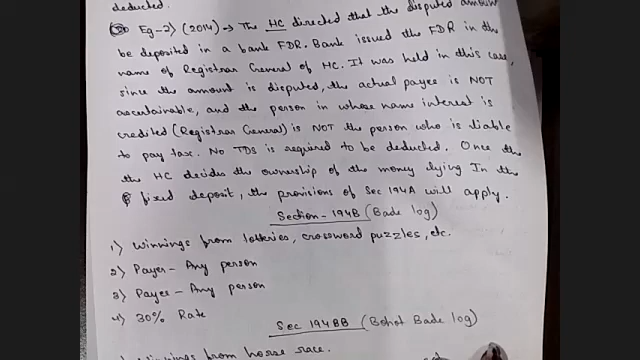 deducted.
Eg-2) (2014) → The HC directed that the disputed amount
be deposited in a bank FDR. Bank issued the FDR in the
name of Registrar General of HC. It was held in this case,
since the amount is disputed, the actual payee is NOT
ascertainable, and the person in whose name interest is
credited (Registrar General) is NOT the person who is liable
to pay tax. No TDS is required to be deducted. Once the
the HC decides the ownership of the money lying In the
fixed deposit, the provisions of Sec 194A will apply.
Section - 194B (Bade log)
1) Winnings from lotteries, crossword puzzles, etc.
2) Payer - Any person
3) Payee - Any person
4) 30% Rate
Sec 194BB (Bohot Bade log)
Winnings from horse race.